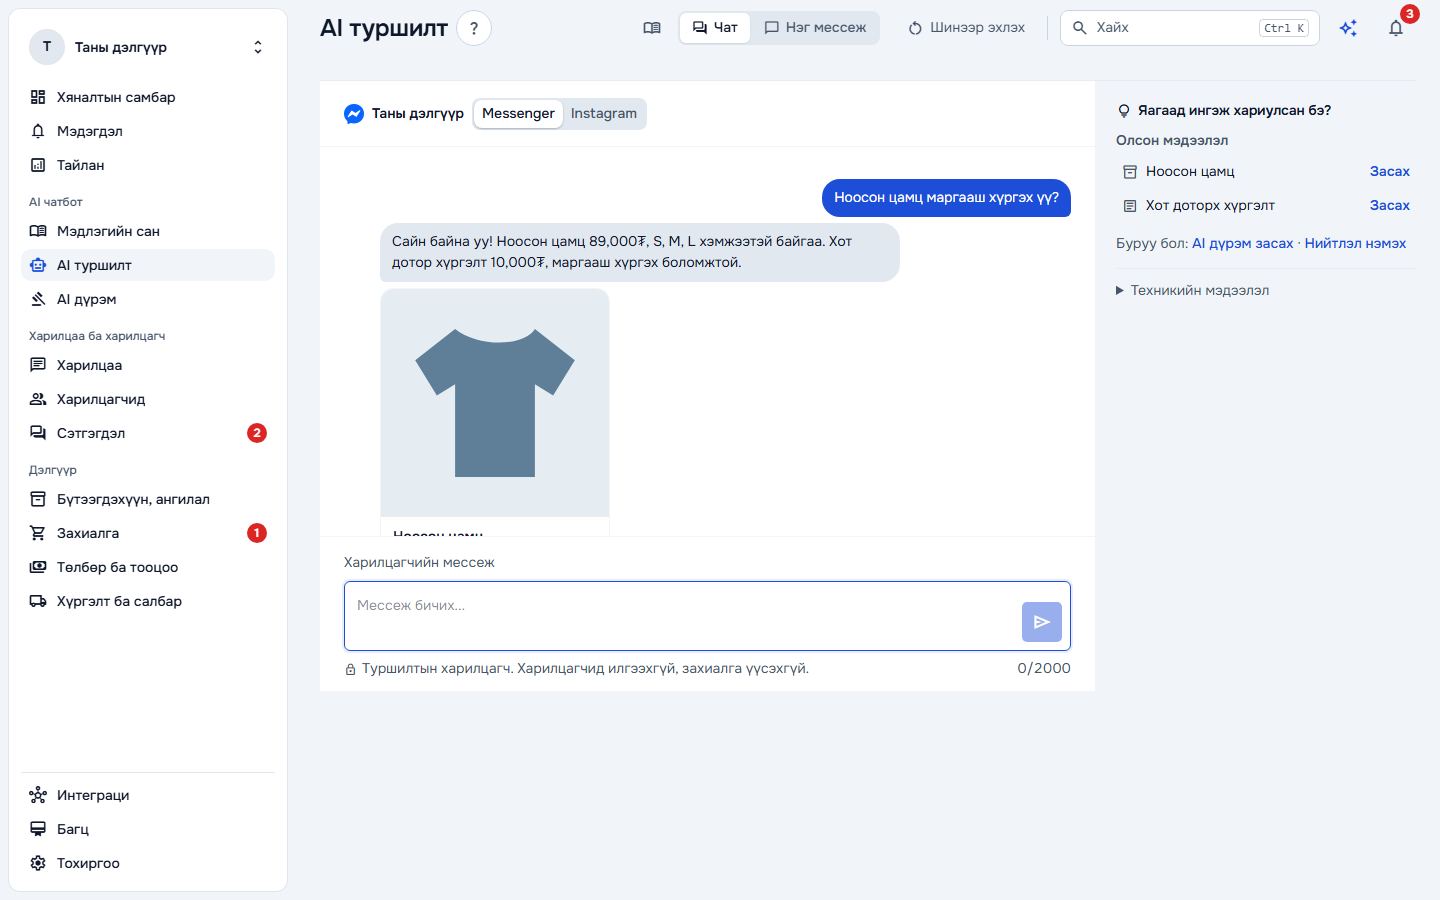 Т
Таны дэлгүүр
Хяналтын самбар
Мэдэгдэл
Тайлан
AI чатбот
Мэдлэгийн сан
AI туршилт
AI дүрэм
Харилцаа ба харилцагч
Харилцаа
Харилцагчид
Сэтгэгдэл 2
Дэлгүүр
Бүтээгдэхүүн, ангилал
Захиалга 1
Төлбөр ба тооцоо
Хүргэлт ба салбар
Интеграци
Багц
Тохиргоо
AI туршилт ?
Чат
Нэг мессеж
Шинээр эхлэх
Хайх Ctrl K
3
Таны дэлгүүр Messenger Instagram
Ноосон цамц маргааш хүргэх үү?
Сайн байна уу! Ноосон цамц 89,000₮, S, M, L хэмжээтэй байгаа. Хот
дотор хүргэлт 10,000₮, маргааш хүргэх боломжтой.
Ноосон цамц
Харилцагчийн мессеж
Мессеж бичих...
Туршилтын харилцагч. Харилцагчид илгээхгүй, захиалга үүсэхгүй. 0/2000
Яагаад ингэж хариулсан бэ?
Олсон мэдээлэл
Ноосон цамц Засах
Хот доторх хүргэлт Засах
Буруу бол: AI дүрэм засах · Нийтлэл нэмэх
Техникийн мэдээлэл